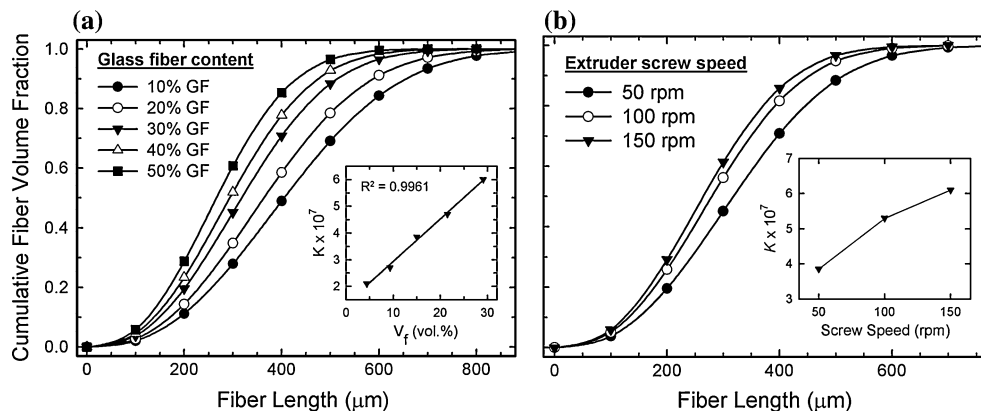 (a)
Cumulative Fiber Volume Fraction
1.0
0.8
0.6
0.4
0.2
0.0
Glass fiber content
10% GF
20% GF
30% GF
40% GF
50% GF
R² = 0.9961
K x 10⁷
6
5
4
3
2
0 10 20 30
V_f (vol.%)
0 200 400 600 800
Fiber Length (μm)
(b)
Extruder screw speed
50 rpm
100 rpm
150 rpm
K x 10⁷
7
6
5
4
3
50 100 150
Screw Speed (rpm)
0 200 400 600
Fiber Length (μm)